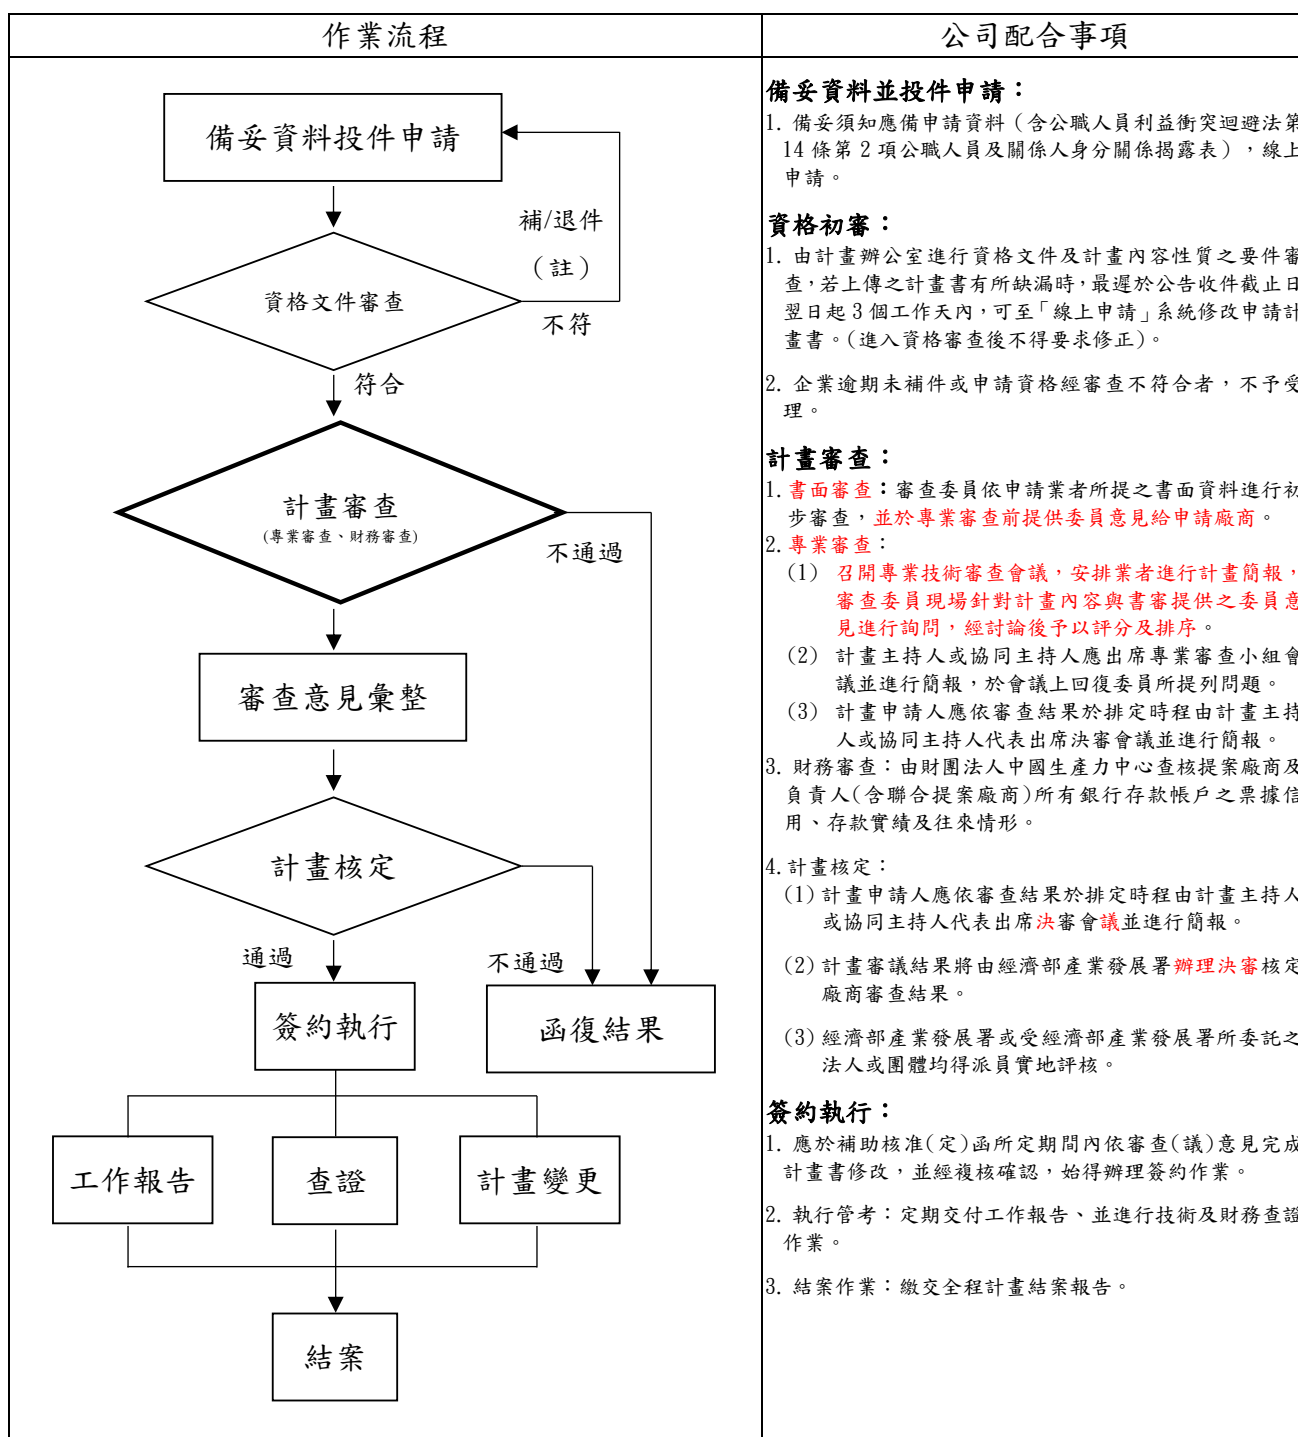 作業流程
公司配合事項
備妥資料投件申請
補/退件
（註）
資格文件審查
不符
符合
計畫審查
(專業審查、財務審查)
不通過
審查意見彙整
計畫核定
通過
不通過
簽約執行
函復結果
工作報告
查證
計畫變更
結案
備妥資料並投件申請：
1. 備妥須知應備申請資料（含公職人員利益衝突迴避法第
14 條第 2 項公職人員及關係人身分關係揭露表），線上
申請。
資格初審：
1. 由計畫辦公室進行資格文件及計畫內容性質之要件審
查，若上傳之計畫書有所缺漏時，最遲於公告收件截止日
翌日起 3 個工作天內，可至「線上申請」系統修改申請計
畫書。(進入資格審查後不得要求修正)。
2. 企業逾期未補件或申請資格經審查不符合者，不予受
理。
計畫審查：
1. 書面審查：審查委員依申請業者所提之書面資料進行初
步審查，並於專業審查前提供委員意見給申請廠商。
2. 專業審查：
(1) 召開專業技術審查會議，安排業者進行計畫簡報，
審查委員現場針對計畫內容與書審提供之委員意
見進行詢問，經討論後予以評分及排序。
(2) 計畫主持人或協同主持人應出席專業審查小組會
議並進行簡報，於會議上回復委員所提列問題。
(3) 計畫申請人應依審查結果於排定時程由計畫主持
人或協同主持人代表出席決審會議並進行簡報。
3. 財務審查：由財團法人中國生產力中心查核提案廠商及
負責人(含聯合提案廠商)所有銀行存款帳戶之票據信
用、存款實績及往來情形。
4. 計畫核定：
(1) 計畫申請人應依審查結果於排定時程由計畫主持人
或協同主持人代表出席決審會議並進行簡報。
(2) 計畫審議結果將由經濟部產業發展署辦理決審核定
廠商審查結果。
(3) 經濟部產業發展署或受經濟部產業發展署所委託之
法人或團體均得派員實地評核。
簽約執行：
1. 應於補助核准(定)函所定期間內依審查(議)意見完成
計畫書修改，並經複核確認，始得辦理簽約作業。
2. 執行管考：定期交付工作報告、並進行技術及財務查證
作業。
3. 結案作業：繳交全程計畫結案報告。